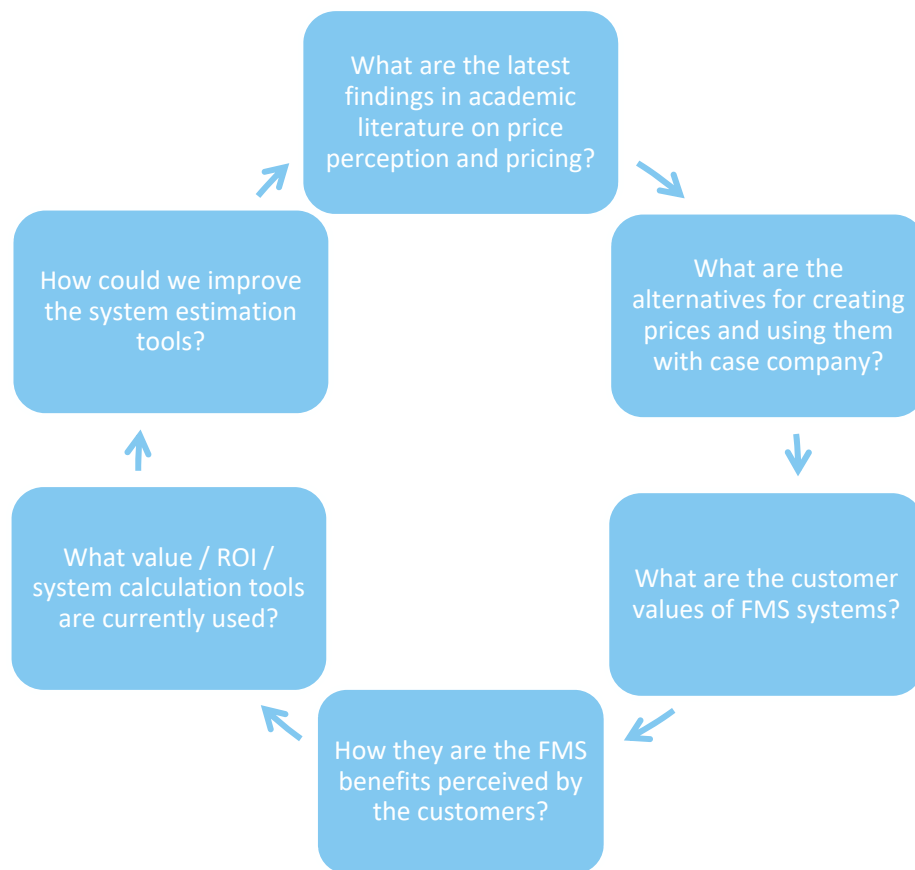 What are the latest
findings in academic
literature on price
perception and pricing?
What are the
alternatives for creating
prices and using them
with case company?
What are the customer
values of FMS systems?
How they are the FMS
benefits perceived by
the customers?
What value / ROI /
system calculation tools
are currently used?
How could we improve
the system estimation
tools?